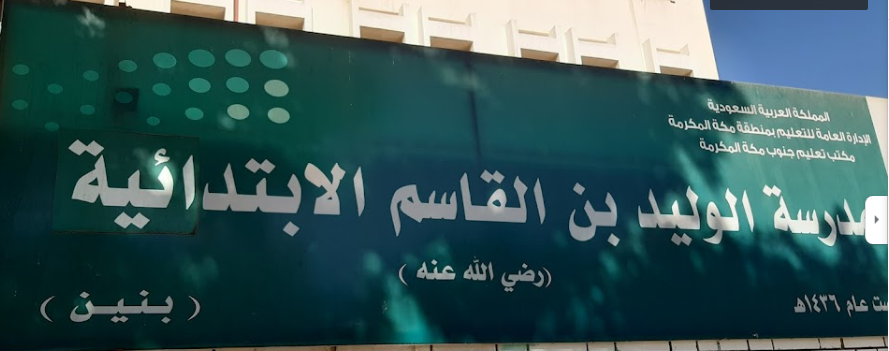 المملكة العربية السعودية
الإدارة العامة للتعليم بمنطقة مكة المكرمة
مكتب تعليم جنوب مكة المكرمة
مدرسة الوليد بن القاسم الابتدائية
(رضي الله عنه)
عام ١٤٣٦هـ
(بنين)